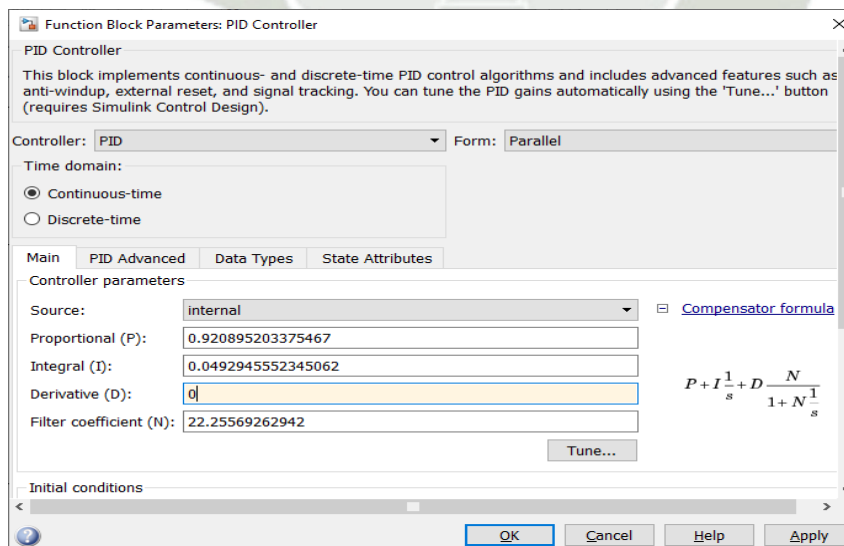 Function Block Parameters: PID Controller
PID Controller
This block implements continuous- and discrete-time PID control algorithms and includes advanced features such as
anti-windup, external reset, and signal tracking. You can tune the PID gains automatically using the 'Tune...' button
(requires Simulink Control Design).
Controller: PID Form: Parallel
Time domain:
Continuous-time
Discrete-time
Main PID Advanced Data Types State Attributes
Controller parameters
Source: internal Compensator formula
Proportional (P): 0.920895203375467
Integral (I): 0.0492945552345062
Derivative (D): 0
Filter coefficient (N): 22.25569262942
P + I 1/s + D N/(1 + N 1/s)
Tune...
Initial conditions
OK Cancel Help Apply